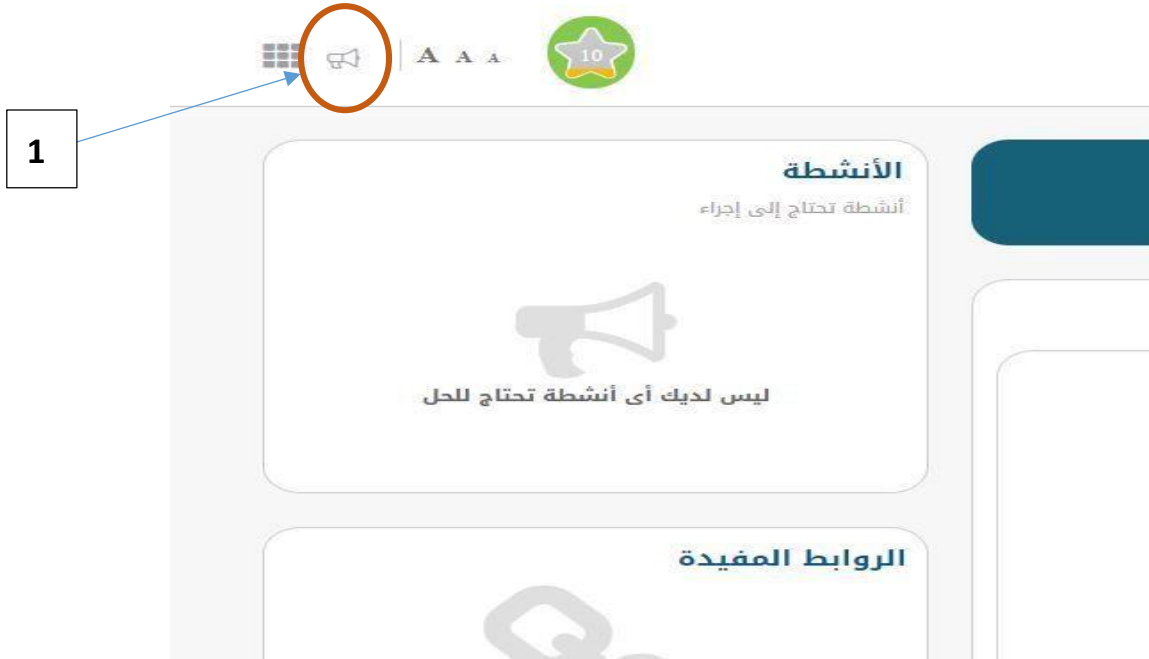 A A A
10
1
الأنشطة
أنشطة تحتاج إلى إجراء
ليس لديك أى أنشطة تحتاج للحل
الروابط المفيدة